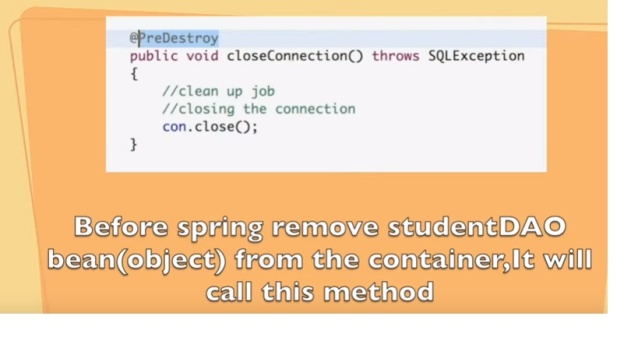 @PreDestroy
public void closeConnection() throws SQLException
{
//clean up job
//closing the connection
con.close();
}
Before spring remove studentDAO
bean(object) from the container,It will
call this method